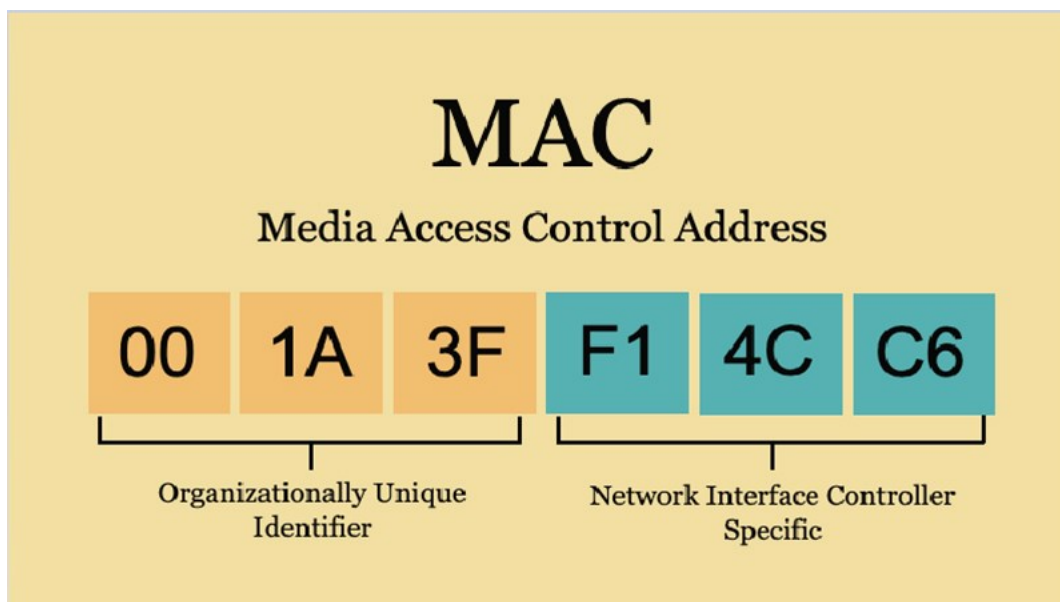 MAC
Media Access Control Address
00 1A 3F F1 4C C6
Organizationally Unique
Identifier
Network Interface Controller
Specific